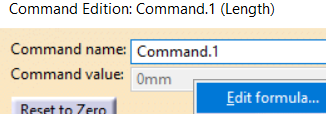 Command Edition: Command.1 (Length)
Command name: Command.1
Command value: 0mm
Edit formula...
Reset to Zero